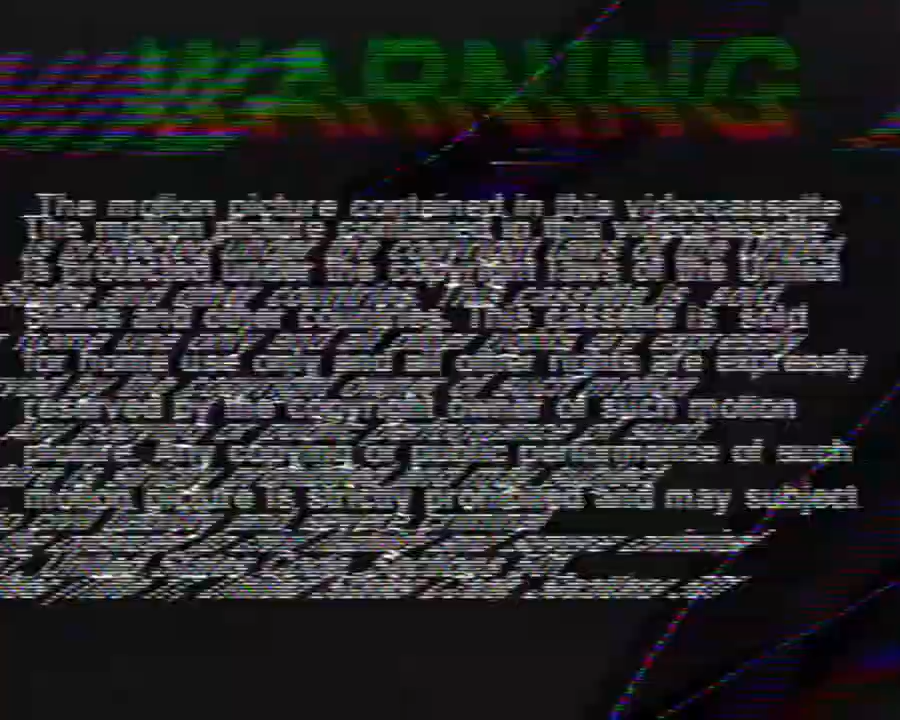 WARNING
The motion picture contained in this videocassette
is protected under the copyright laws of the United
States and other countries. This cassette is sold
for home use only and all other rights are expressly
reserved by the copyright owner of such motion
picture. Any copying or public performance of such
motion picture is strictly prohibited and may subject